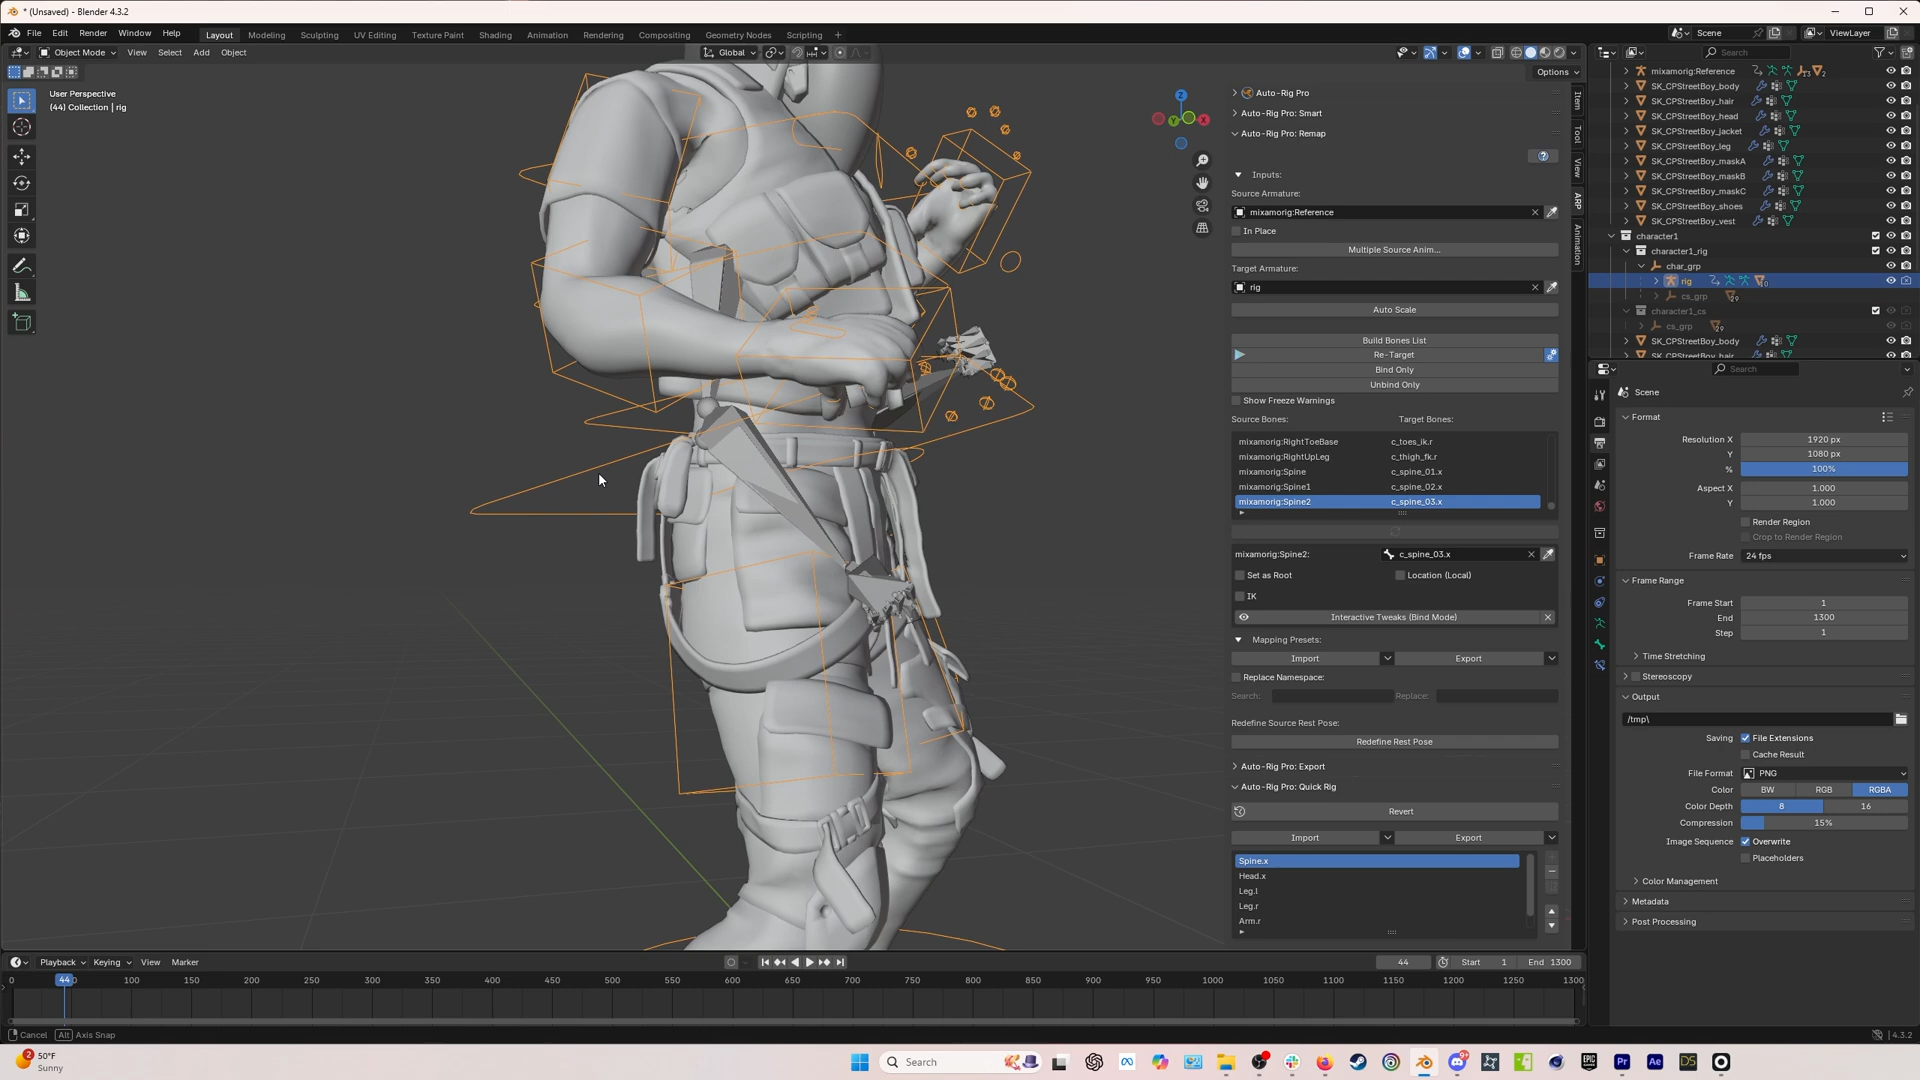 * (Unsaved) - Blender 4.3.2
File Edit Render Window Help
Layout Modeling Sculpting UV Editing Texture Paint Shading Animation Rendering Compositing Geometry Nodes Scripting
Scene
ViewLayer
Object Mode View Select Add Object
Global
Search
Options
User Perspective
(44) Collection | rig
Z
Y
X
Item
Tool
View
ARP
Animation
Auto-Rig Pro
Auto-Rig Pro: Smart
Auto-Rig Pro: Remap
Inputs:
Source Armature:
mixamorig:Reference
In Place
Multiple Source Anim...
Target Armature:
rig
Auto Scale
Build Bones List
Re-Target
Bind Only
Unbind Only
Show Freeze Warnings
Source Bones: Target Bones:
mixamorig:RightToeBase c_toes_ik.r
mixamorig:RightUpLeg c_thigh_fk.r
mixamorig:Spine c_spine_01.x
mixamorig:Spine1 c_spine_02.x
mixamorig:Spine2 c_spine_03.x
mixamorig:Spine2: c_spine_03.x
Set as Root Location (Local)
IK
Interactive Tweaks (Bind Mode)
Mapping Presets:
Import Export
Replace Namespace:
Search: Replace:
Redefine Source Rest Pose:
Redefine Rest Pose
Auto-Rig Pro: Export
Auto-Rig Pro: Quick Rig
Revert
Import Export
Spine.x
Head.x
Leg.l
Leg.r
Arm.r
mixamorig:Reference
SK_CPStreetBoy_body
SK_CPStreetBoy_hair
SK_CPStreetBoy_head
SK_CPStreetBoy_jacket
SK_CPStreetBoy_leg
SK_CPStreetBoy_maskA
SK_CPStreetBoy_maskB
SK_CPStreetBoy_maskC
SK_CPStreetBoy_shoes
SK_CPStreetBoy_vest
character1
character1_rig
char_grp
rig
cs_grp
character1_cs
cs_grp
SK_CPStreetBoy_body
SK_CPStreetBoy_hair
Search
Scene
Format
Resolution X 1920 px
Y 1080 px
% 100%
Aspect X 1.000
Y 1.000
Render Region
Crop to Render Region
Frame Rate 24 fps
Frame Range
Frame Start 1
End 1300
Step 1
Time Stretching
Stereoscopy
Output
/tmp\
Saving File Extensions
Cache Result
File Format PNG
Color BW RGB RGBA
Color Depth 8 16
Compression 15%
Image Sequence Overwrite
Placeholders
Color Management
Metadata
Post Processing
Playback Keying View Marker
44 Start 1 End 1300
0 44 100 150 200 250 300 350 400 450 500 550 600 650 700 750 800 850 900 950 1000 1050 1100 1150 1200 1250 1300
Cancel Alt Axis Snap
4.3.2
50°F
Sunny
Search